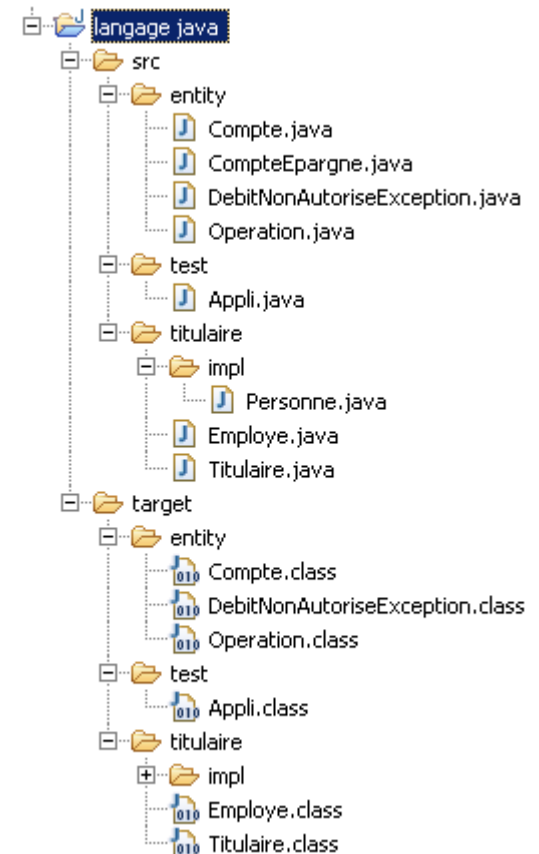 langage java
src
entity
Compte.java
CompteEpargne.java
DebitNonAutoriseException.java
Operation.java
test
Appli.java
titulaire
impl
Personne.java
Employe.java
Titulaire.java
target
entity
Compte.class
DebitNonAutoriseException.class
Operation.class
test
Appli.class
titulaire
impl
Employe.class
Titulaire.class